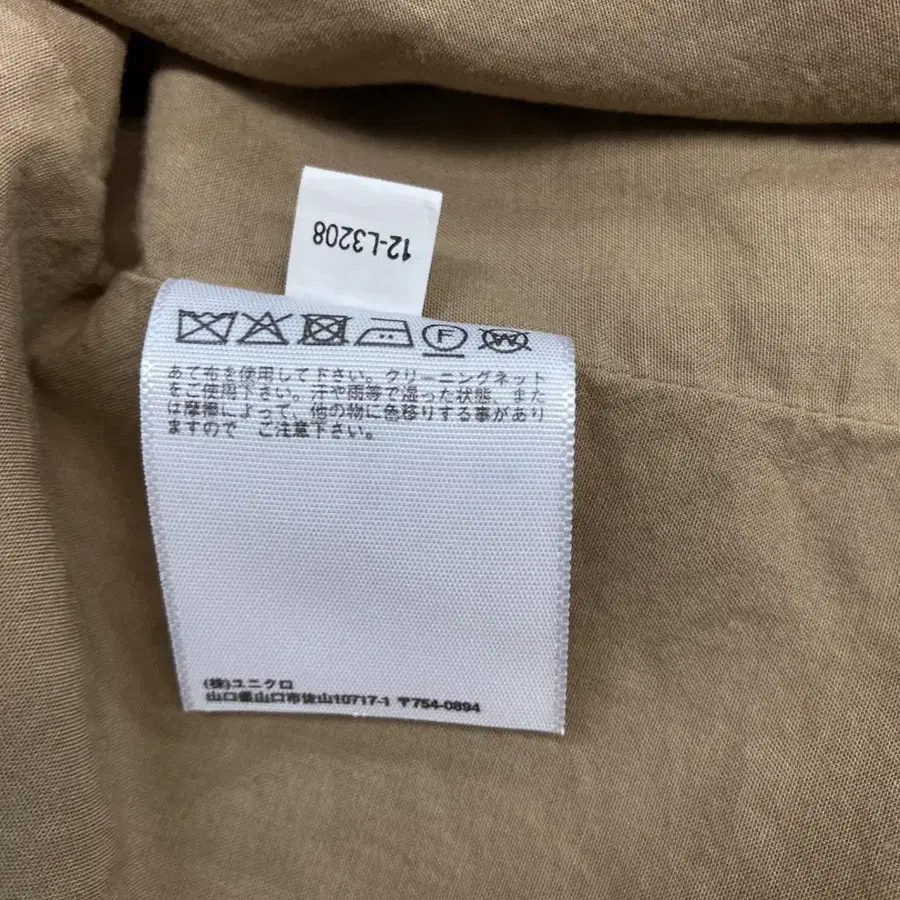 12-L3208
F
W
あて布を使用して下さい。クリーニングネット
をご使用下さい。汗や雨等で湿った状態、また
は摩擦によって、他の物に色移りする事があり
ますので ご注意下さい。
(株)ユニクロ
山口県山口市佐山10717-1 〒754-0894